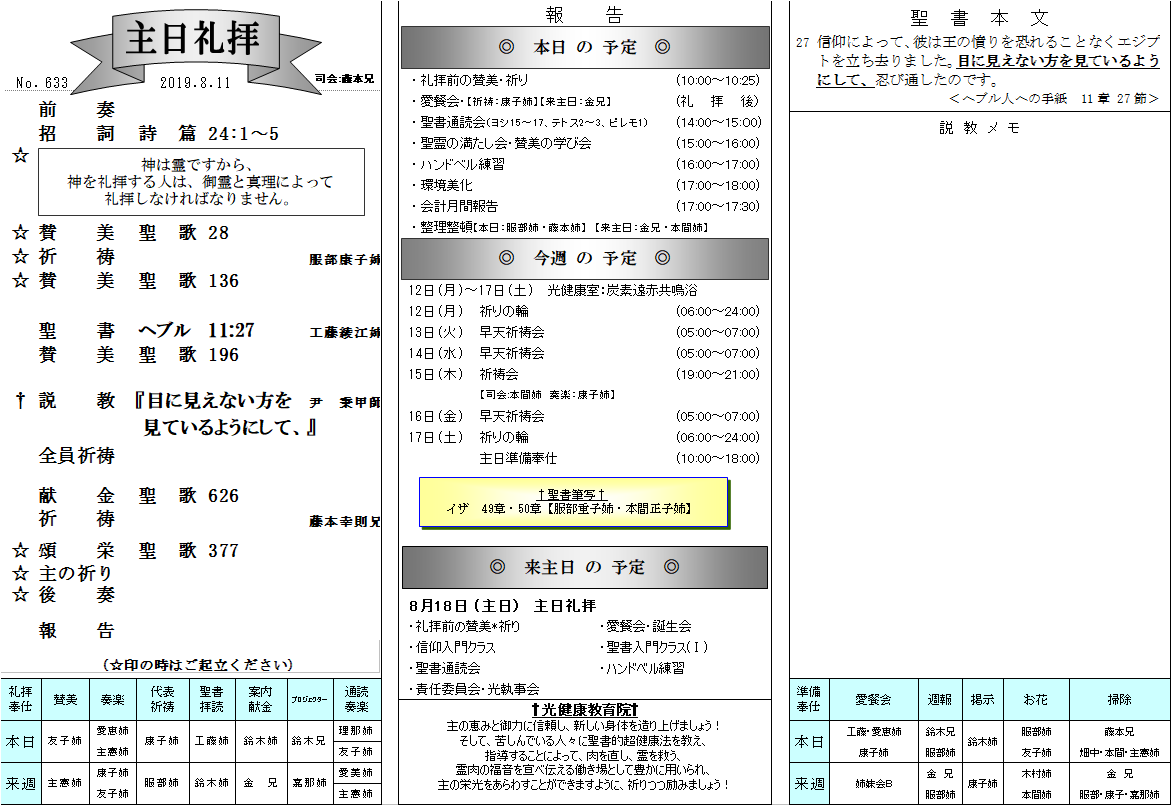 主日礼拝
No. 633
2019.8.11
司会:森本兄
前　奏
招　詞　詩　篇　24:1～5
☆
神は霊ですから、
神を礼拝する人は、御霊と真理によって
礼拝しなければなりません。
☆ 賛　美　聖　歌　28
☆ 祈　祷　服部康子姉
☆ 賛　美　聖　歌　136
聖　書　ヘブル　11:27　工藤綾江姉
賛　美　聖　歌　196
† 説　教　『目に見えない方を　尹　秉甲師
見ているようにして、』
全員祈祷
献　金　聖　歌　626
祈　祷　藤本幸則兄
☆ 頌　栄　聖　歌　377
☆ 主の祈り
☆ 後　奏
報　告
(☆印の時はご起立ください)
礼拝奉仕　賛美　奏楽　代表祈祷　聖書拝読　案内献金　プロジェクター　通読奏楽
本日　友子姉　愛恵姉 主憲姉　康子姉　工藤姉　鈴木姉　鈴木兄　理那姉 友子姉
来週　主憲姉　康子姉 友子姉　服部姉　鈴木姉　金　兄　嘉那姉　愛美姉 主憲姉
報　告
◎　本日 の 予定　◎
・礼拝前の賛美・祈り　(10:00～10:25)
・愛餐会・【祈祷:康子姉】【来主日:金兄】　(礼　拝　後)
・聖書通読会(ヨシ15～17、テトス2～3、ピレモ1)　(14:00～15:00)
・聖霊の満たし会・賛美の学び会　(15:00～16:00)
・ハンドベル練習　(16:00～17:00)
・環境美化　(17:00～18:00)
・会計月間報告　(17:00～17:30)
・整理整頓【本日:服部姉・藤本姉】 【来主日:金兄・本間姉】
◎　今週 の 予定　◎
12日(月)～17日(土)　光健康室:炭素遠赤共鳴浴
12日(月)　祈りの輪　(06:00～24:00)
13日(火)　早天祈祷会　(05:00～07:00)
14日(水)　早天祈祷会　(05:00～07:00)
15日(木)　祈祷会　(19:00～21:00)
【司会:本間姉　奏楽:康子姉】
16日(金)　早天祈祷会　(05:00～07:00)
17日(土)　祈りの輪　(06:00～24:00)
主日準備奉仕　(10:00～18:00)
†聖書筆写†
イザ　49章・50章【服部重子姉・本間正子姉】
◎　来主日 の 予定　◎
8月18日(主日)　主日礼拝
・礼拝前の賛美*祈り　・愛餐会・誕生会
・信仰入門クラス　・聖書入門クラス(Ⅰ)
・聖書通読会　・ハンドベル練習
・責任委員会・光執事会
†光健康教育院†
主の恵みと御力に信頼し、新しい身体を造り上げましょう!
そして、苦しんでいる人々に聖書的超健康法を教え、
指導することによって、肉を直し、霊を救う、
霊肉の福音を宣べ伝える働き場として豊かに用いられ、
主の栄光をあらわすことができますように、祈りつつ励みましょう!
聖　書　本　文
27 信仰によって、彼は王の憤りを恐れることなくエジプ
トを立ち去りました。目に見えない方を見ているよう
にして、忍び通したのです。
＜ヘブル人への手紙　11章 27節＞
説 教 メ モ
準備奉仕　愛餐会　週報　掲示　お花　掃除
本日　工藤・愛恵姉 康子姉　鈴木兄 服部姉　鈴木姉　服部姉 友子姉　藤本兄 畑中・本間・主憲姉
来週　姉妹会B　金　兄 服部姉　康子姉　木村姉 本間姉　金　兄 服部・康子・嘉那姉